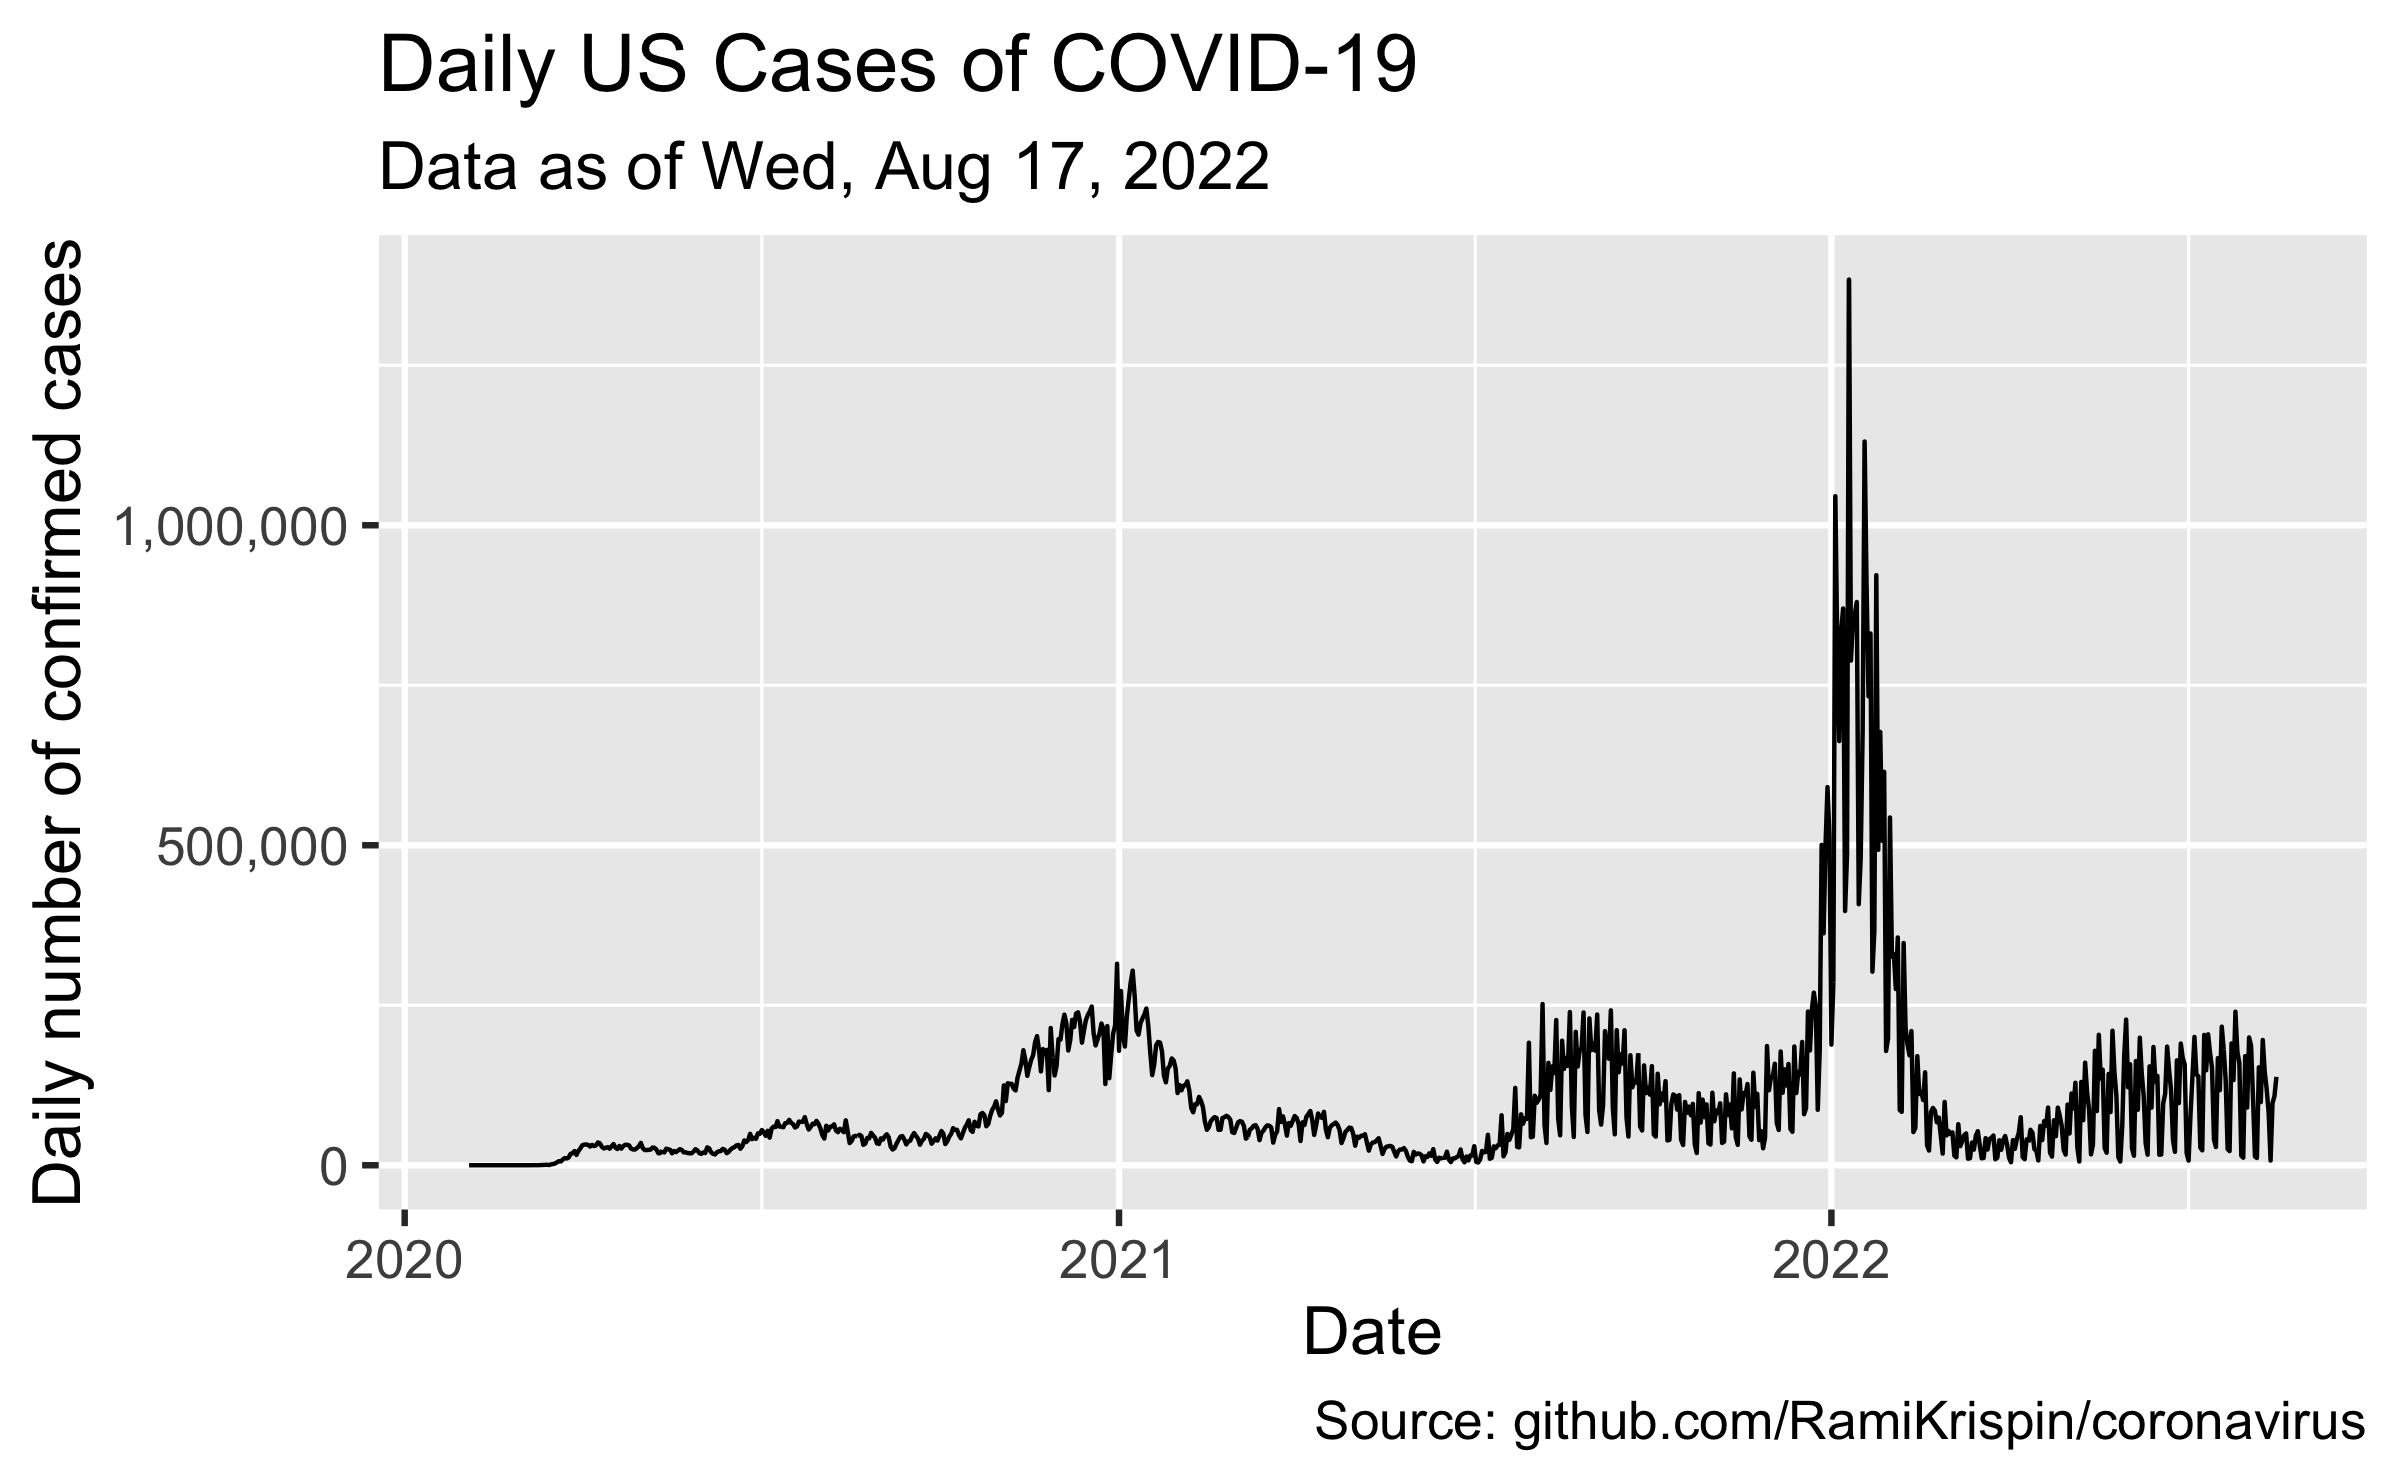 Daily US Cases of COVID-19
Data as of Wed, Aug 17, 2022
Daily number of confirmed cases
1,000,000
500,000
0
2020
2021
2022
Date
Source: github.com/RamiKrispin/coronavirus